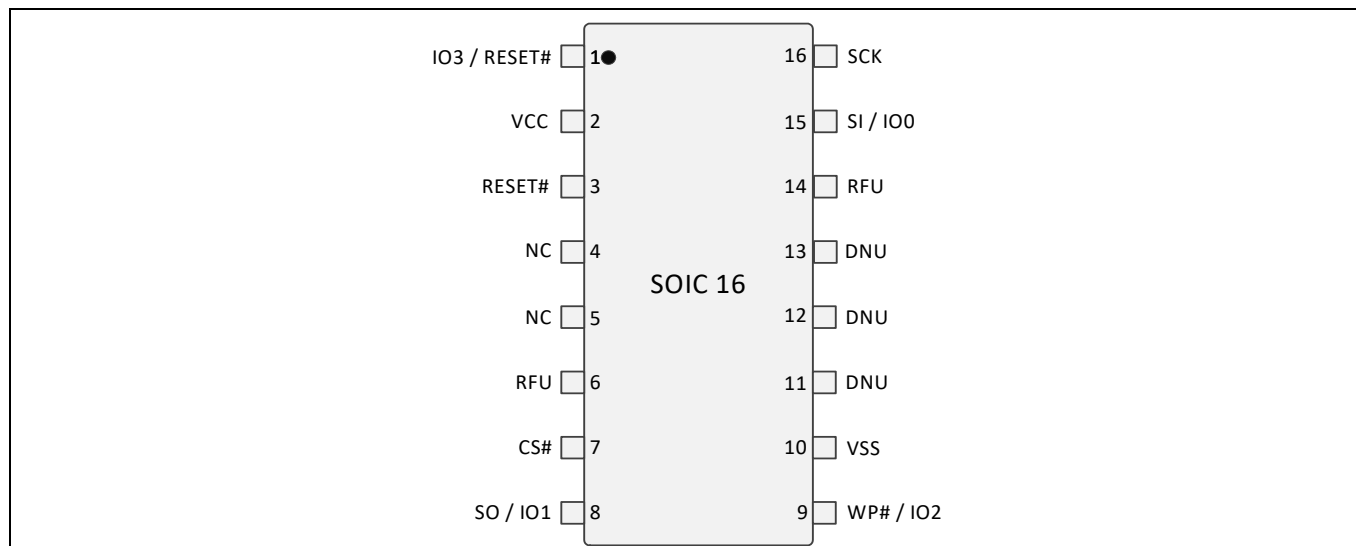 IO3 / RESET# 1 16 SCK
VCC 2 15 SI / IO0
RESET# 3 14 RFU
NC 4 13 DNU
SOIC 16
NC 5 12 DNU
RFU 6 11 DNU
CS# 7 10 VSS
SO / IO1 8 9 WP# / IO2